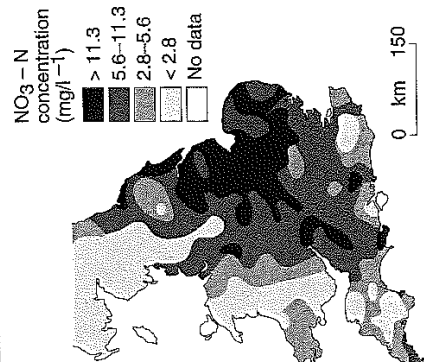 NO3 – N
concentration
(mg/l–1)
> 11.3
5.6–11.3
2.8–5.6
< 2.8
No data
0 km 150